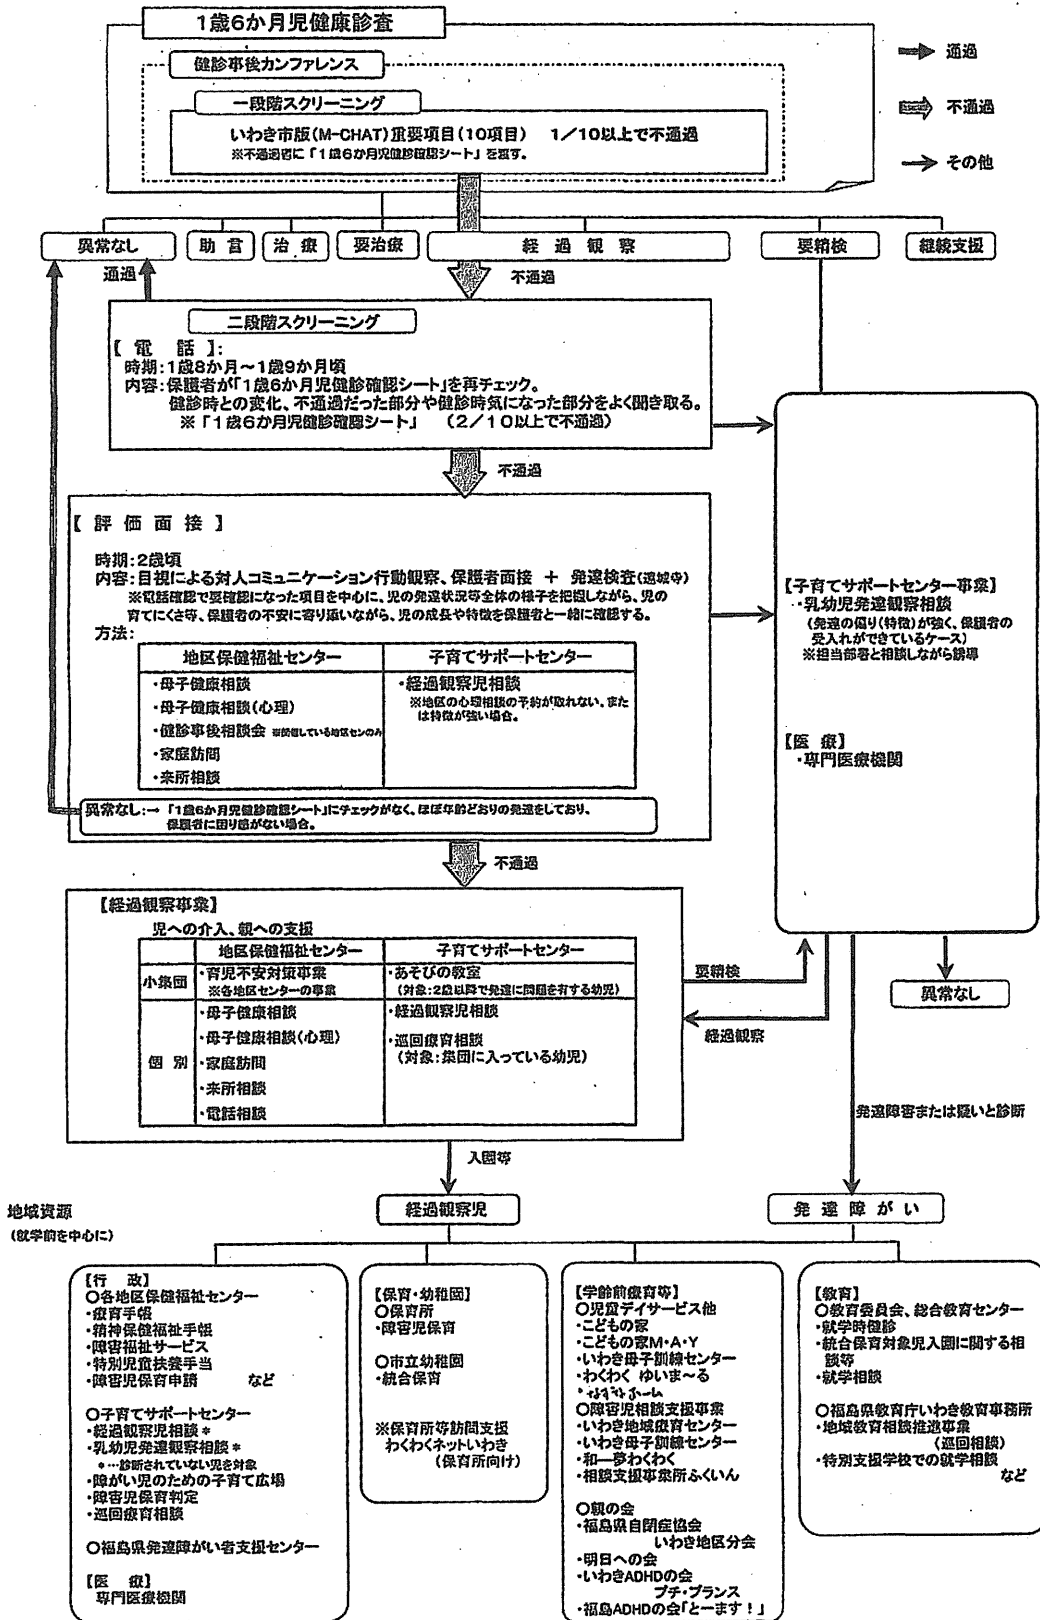 1歳6か月児健康診査
健診事後カンファレンス
一段階スクリーニング
いわき市版(M-CHAT)重要項目(10項目) 1/10以上で不通過
※不通過者に「1歳6か月児健診確認シート」を渡す。
通過
不通過
その他
異常なし
助言
治療
要治療
経過観察
要精検
継続支援
通過
不通過
二段階スクリーニング
【電話】:
時期:1歳8か月~1歳9か月頃
内容:保護者が「1歳6か月児健診確認シート」を再チェック。
健診時との変化、不通過だった部分や健診時気になった部分をよく聞き取る。
※「1歳6か月児健診確認シート」 (2/10以上で不通過)
不通過
【評価面接】
時期:2歳頃
内容:目視による対人コミュニケーション行動観察、保護者面接 + 発達検査(遠城寺)
※電話確認で要確認になった項目を中心に、児の発達状況等全体の様子を把握しながら、児の
育てにくさ等、保護者の不安に寄り添いながら、児の成長や特徴を保護者と一緒に確認する。
方法:
地区保健福祉センター
子育てサポートセンター
・母子健康相談
・母子健康相談(心理)
・健診事後相談会 ※開催している地区センのみ
・家庭訪問
・来所相談
・経過観察児相談
※地区の心理相談の予約が取れない、また
は特徴が強い場合。
異常なし:→ 「1歳6か月児健診確認シート」にチェックがなく、ほぼ年齢どおりの発達をしており、
保護者に困り感がない場合。
不通過
【子育てサポートセンター事業】
・乳幼児発達観察相談
(発達の偏り(特徴)が強く、保護者の
受入れができているケース)
※担当部署と相談しながら誘導
【医療】
・専門医療機関
【経過観察事業】
児への介入、親への支援
地区保健福祉センター
子育てサポートセンター
小集団
・育児不安対策事業
※各地区センターの事業
・あそびの教室
(対象:2歳以降で発達に問題を有する幼児)
個別
・母子健康相談
・母子健康相談(心理)
・家庭訪問
・来所相談
・電話相談
・経過観察児相談
・巡回療育相談
(対象:集団に入っている幼児)
要精検
経過観察
異常なし
発達障害または疑いと診断
入園等
地域資源
(就学前を中心に)
経過観察児
発達障がい
【行政】
○各地区保健福祉センター
・療育手帳
・精神保健福祉手帳
・障害福祉サービス
・特別児童扶養手当
・障害児保育申請 など
○子育てサポートセンター
・経過観察児相談*
・乳幼児発達観察相談*
*…診断されていない児を対象
・障がい児のための子育て広場
・障害児保育判定
・巡回療育相談
○福島県発達障がい者支援センター
【医療】
専門医療機関
【保育・幼稚園】
○保育所
・障害児保育
○市立幼稚園
・統合保育
※保育所等訪問支援
わくわくネットいわき
(保育所向け)
【学齢前療育等】
○児童デイサービス他
・こどもの家
・こどもの家M・A・Y
・いわき母子訓練センター
・わくわく ゆいま~る
○障害児相談支援事業
・いわき地域療育センター
・いわき母子訓練センター
・和一夢わくわく
・相談支援事業所ふくいん
○親の会
・福島県自閉症協会
いわき地区分会
・明日への会
・いわきADHDの会
プチ・プランス
・福島ADHDの会「とーます!」
【教育】
○教育委員会、総合教育センター
・就学時健診
・統合保育対象児入園に関する相
談等
・就学相談
○福島県教育庁いわき教育事務所
・地域教育相談推進事業
(巡回相談)
・特別支援学校での就学相談
など